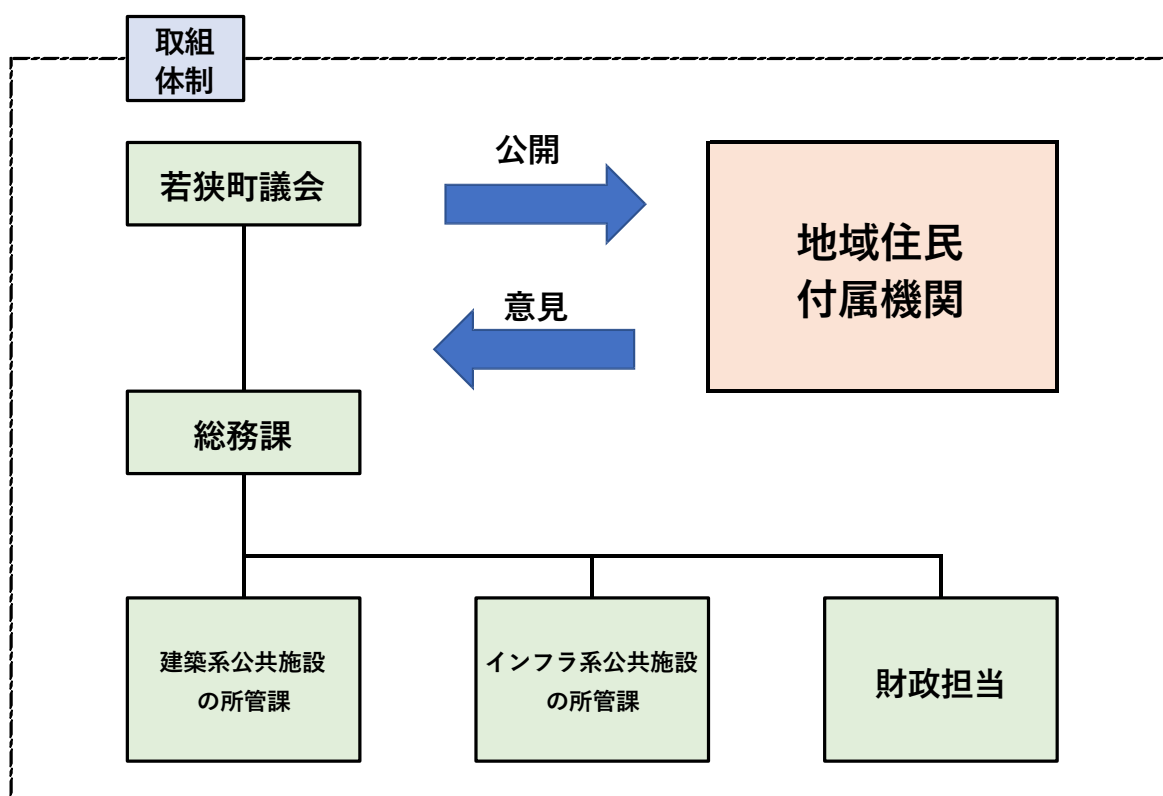 取組
体制
若狭町議会
公開
地域住民
付属機関
意見
総務課
建築系公共施設
の所管課
インフラ系公共施設
の所管課
財政担当